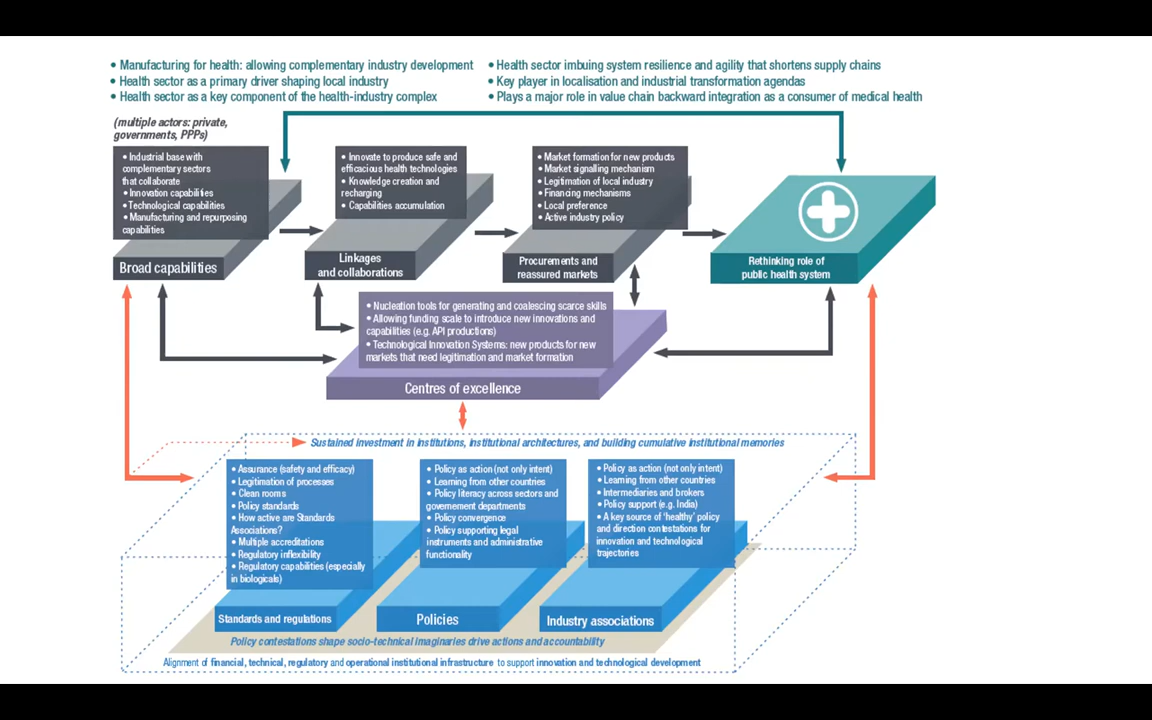 • Manufacturing for health: allowing complementary industry development
• Health sector as a primary driver shaping local industry
• Health sector as a key component of the health-industry complex
• Health sector imbuing system resilience and agility that shortens supply chains
• Key player in localisation and industrial transformation agendas
• Plays a major role in value chain backward integration as a consumer of medical health
(multiple actors: private,
governments, PPPs)
• Industrial base with
complementary sectors
that collaborate
• Innovation capabilities
• Technological capabilities
• Manufacturing and repurposing
capabilities
Broad capabilities
• Innovate to produce safe and
efficacious health technologies
• Knowledge creation and
recharging
• Capabilities accumulation
Linkages
and collaborations
• Market formation for new products
• Market signalling mechanism
• Legitimation of local industry
• Financing mechanisms
• Local preference
• Active industry policy
Procurements and
reassured markets
Rethinking role of
public health system
• Nucleation tools for generating and coalescing scarce skills
• Allowing funding scale to introduce new innovations and
capabilities (e.g. API productions)
• Technological Innovation Systems: new products for new
markets that need legitimation and market formation
Centres of excellence
Sustained investment in institutions, institutional architectures, and building cumulative institutional memories
• Assurance (safety and efficacy)
• Legitimation of processes
• Clean rooms
• Policy standards
• How active are Standards
Associations?
• Multiple accreditations
• Regulatory inflexibility
• Regulatory capabilities (especially
in biologicals)
Standards and regulations
• Policy as action (not only intent)
• Learning from other countries
• Policy literacy across sectors and
governement departments
• Policy convergence
• Policy supporting legal
instruments and administrative
functionality
Policies
• Policy as action (not only intent)
• Learning from other countries
• Intermediaries and brokers
• Policy support (e.g. India)
• A key source of ‘healthy’ policy
and direction contestations for
innovation and technological
trajectories
Industry associations
Policy contestations shape socio-technical imaginaries drive actions and accountability
Alignment of financial, technical, regulatory and operational institutional infrastructure to support innovation and technological development